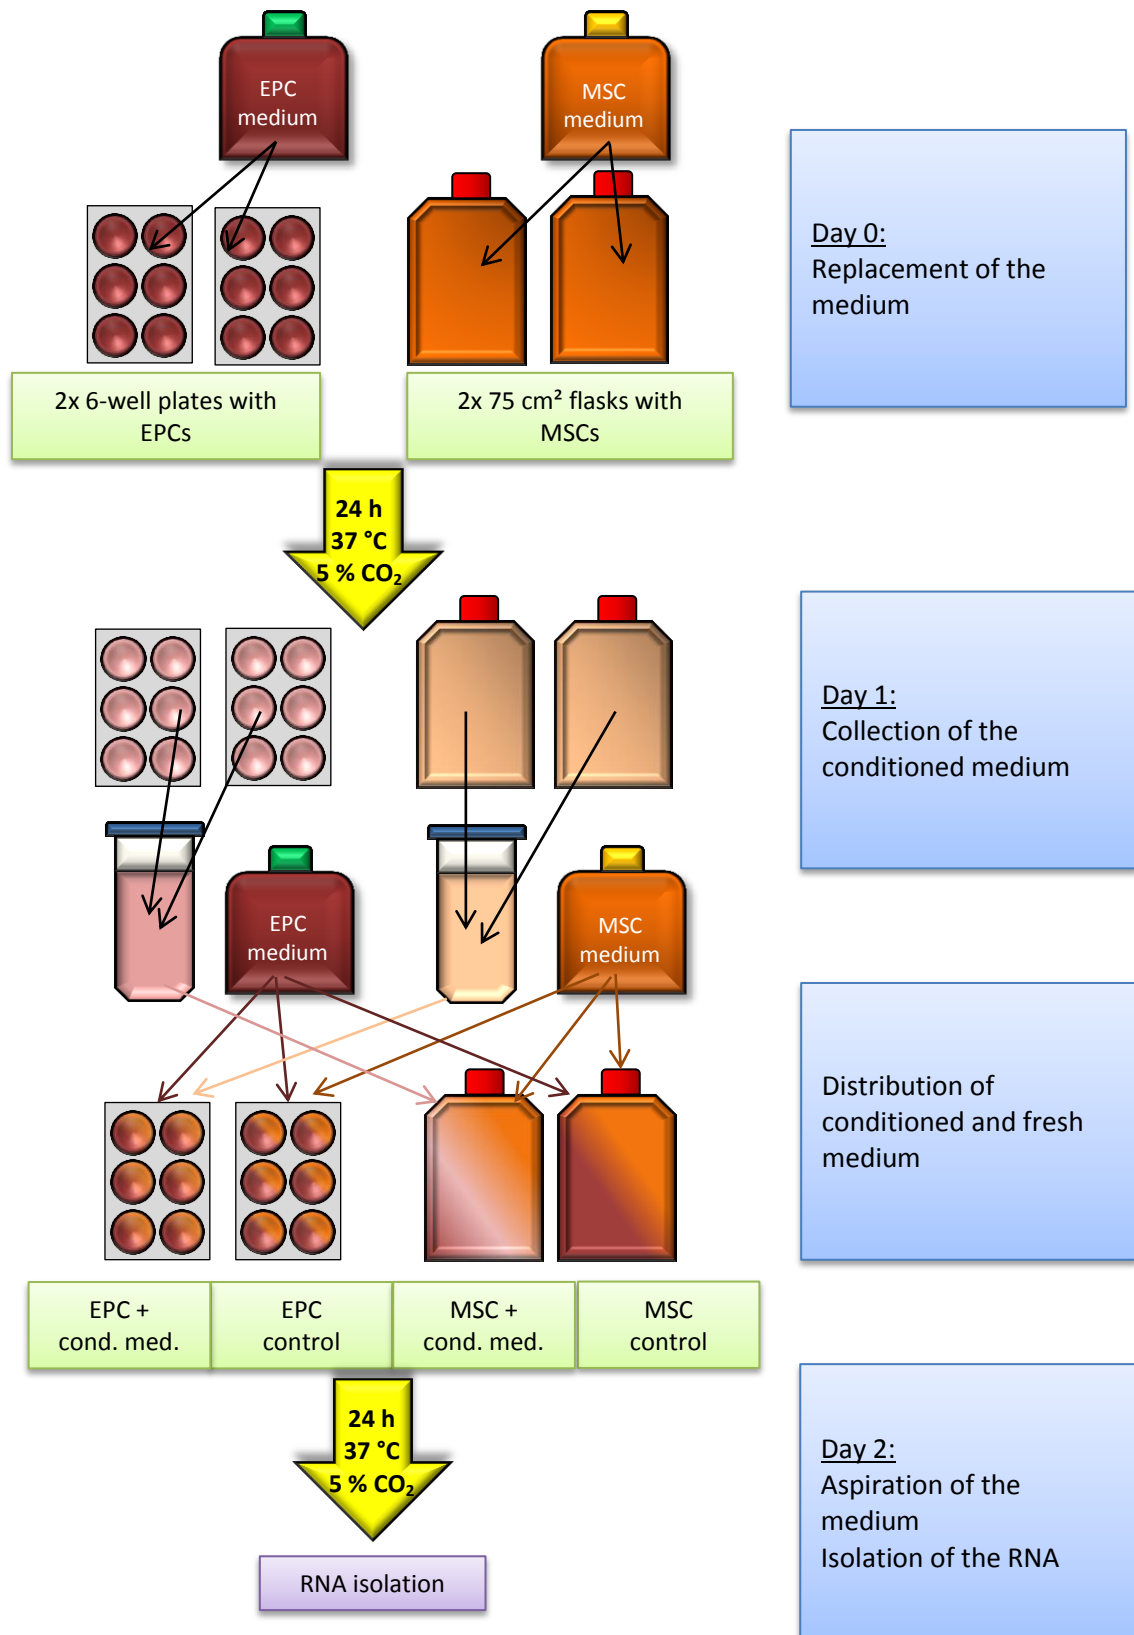 EPC
medium
MSC
medium
Day 0:
Replacement of the
medium
2x 6-well plates with
EPCs
2x 75 cm² flasks with
MSCs
24 h
37 °C
5 % CO₂
Day 1:
Collection of the
conditioned medium
EPC
medium
MSC
medium
Distribution of
conditioned and fresh
medium
EPC +
cond. med.
EPC
control
MSC +
cond. med.
MSC
control
24 h
37 °C
5 % CO₂
Day 2:
Aspiration of the
medium
Isolation of the RNA
RNA isolation